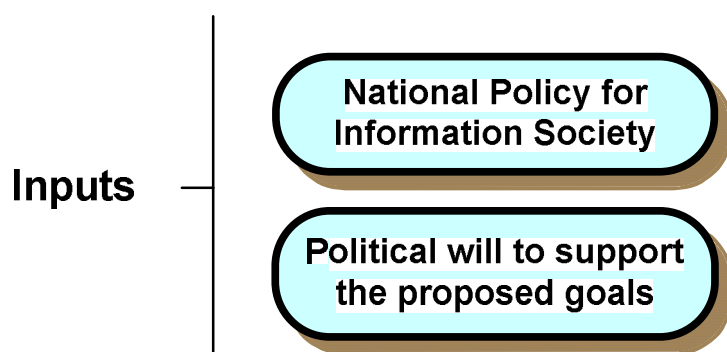 Inputs
National Policy for
Information Society
Political will to support
the proposed goals